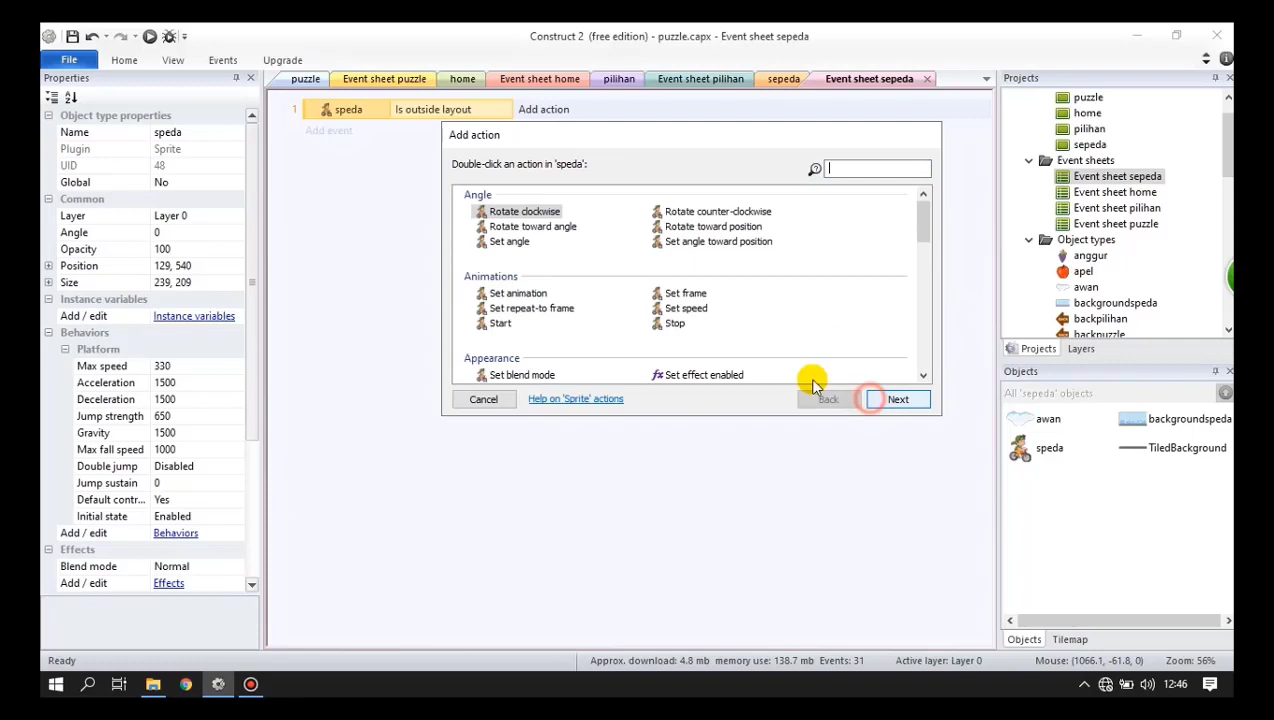 Construct 2 (free edition) - puzzle.capx - Event sheet sepeda
File Home View Events Upgrade
Properties
Object type properties
Name speda
Plugin Sprite
UID 48
Global No
Common
Layer Layer 0
Angle 0
Opacity 100
Position 129, 540
Size 239, 209
Instance variables
Add / edit Instance variables
Behaviors
Platform
Max speed 330
Acceleration 1500
Deceleration 1500
Jump strength 650
Gravity 1500
Max fall speed 1000
Double jump Disabled
Jump sustain 0
Default contr... Yes
Initial state Enabled
Add / edit Behaviors
Effects
Blend mode Normal
Add / edit Effects
puzzle Event sheet puzzle home Event sheet home pilihan Event sheet pilihan sepeda Event sheet sepeda
1 speda Is outside layout Add action
Add event
Add action
Double-click an action in 'speda':
Angle
Rotate clockwise Rotate counter-clockwise
Rotate toward angle Rotate toward position
Set angle Set angle toward position
Animations
Set animation Set frame
Set repeat-to frame Set speed
Start Stop
Appearance
Set blend mode fx Set effect enabled
Cancel Help on 'Sprite' actions Back Next
Projects
puzzle
home
pilihan
sepeda
Event sheets
Event sheet sepeda
Event sheet home
Event sheet pilihan
Event sheet puzzle
Object types
anggur
apel
awan
backgroundspeda
backpilihan
backpuzzle
Projects Layers
Objects
All 'sepeda' objects
awan backgroundspeda
speda TiledBackground
Objects Tilemap
Ready Approx. download: 4.8 mb memory use: 138.7 mb Events: 31 Active layer: Layer 0 Mouse: (1066.1, -61.8, 0) Zoom: 56%
12:46